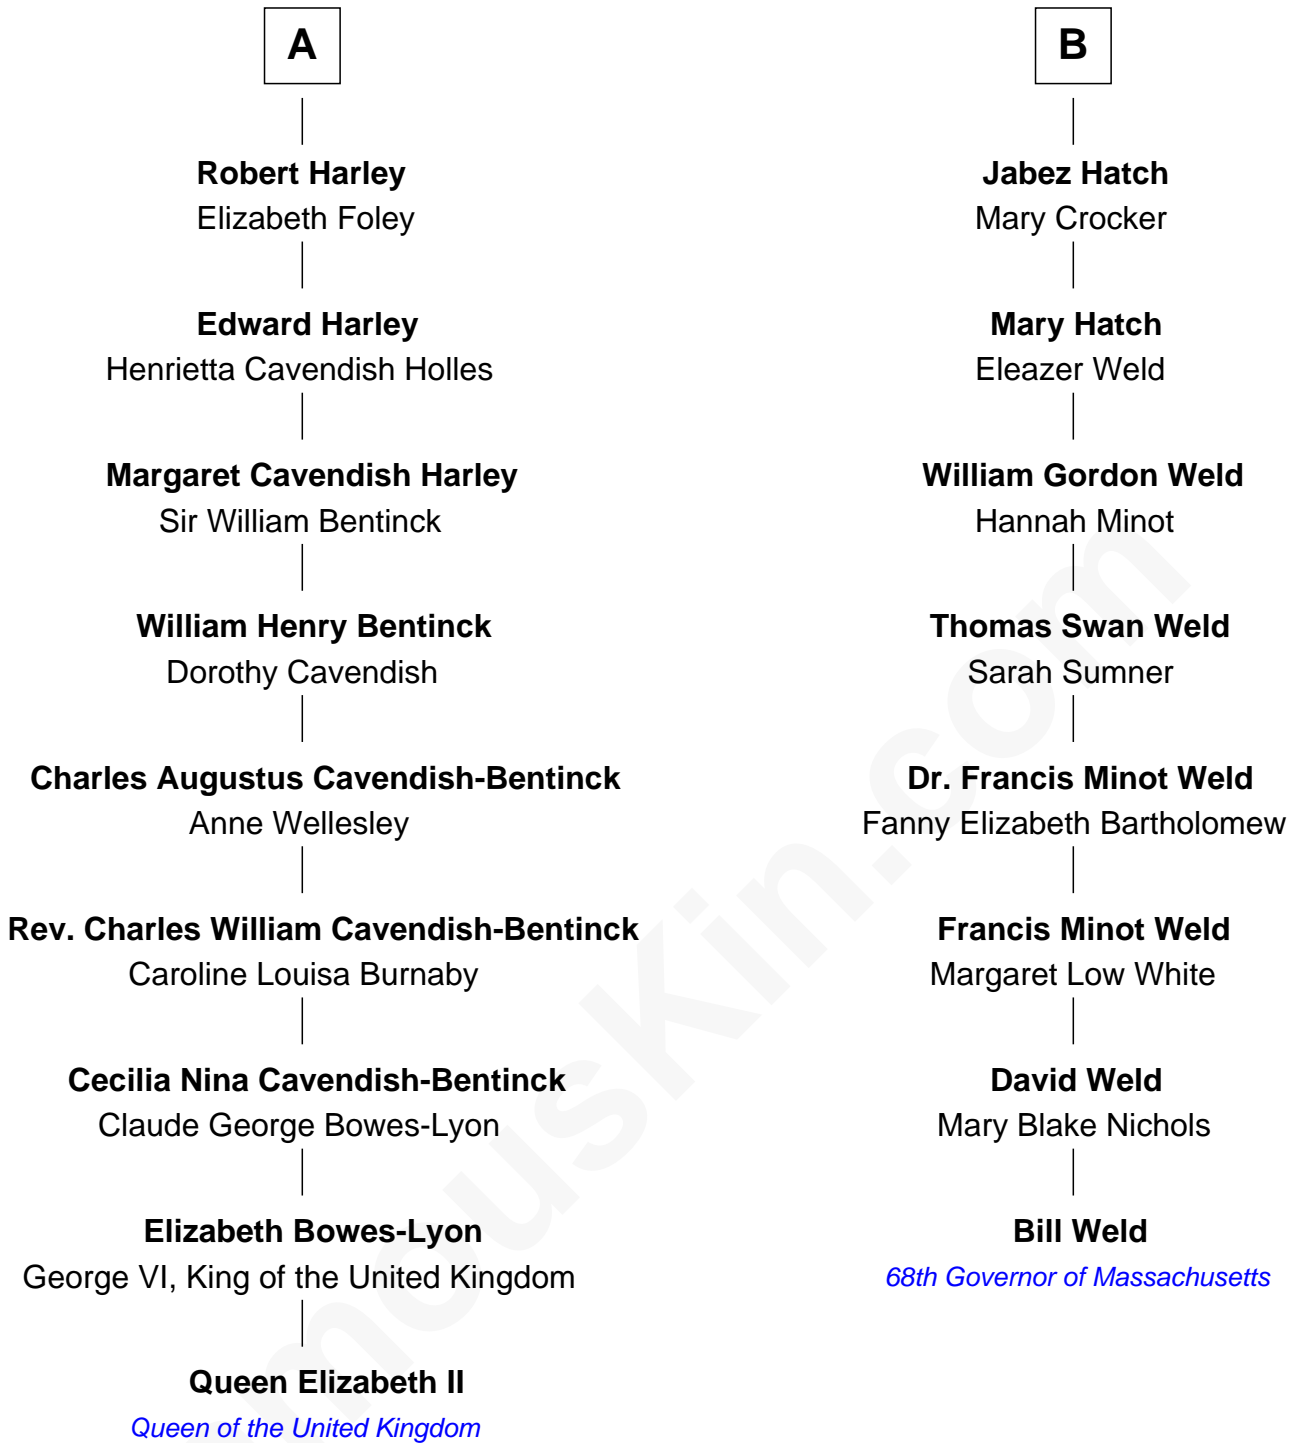 A
Robert Harley
Elizabeth Foley
Edward Harley
Henrietta Cavendish Holles
Margaret Cavendish Harley
Sir William Bentinck
William Henry Bentinck
Dorothy Cavendish
Charles Augustus Cavendish-Bentinck
Anne Wellesley
Rev. Charles William Cavendish-Bentinck
Caroline Louisa Burnaby
Cecilia Nina Cavendish-Bentinck
Claude George Bowes-Lyon
Elizabeth Bowes-Lyon
George VI, King of the United Kingdom
Queen Elizabeth II
Queen of the United Kingdom
B
Jabez Hatch
Mary Crocker
Mary Hatch
Eleazer Weld
William Gordon Weld
Hannah Minot
Thomas Swan Weld
Sarah Sumner
Dr. Francis Minot Weld
Fanny Elizabeth Bartholomew
Francis Minot Weld
Margaret Low White
David Weld
Mary Blake Nichols
Bill Weld
68th Governor of Massachusetts
mousKin.com